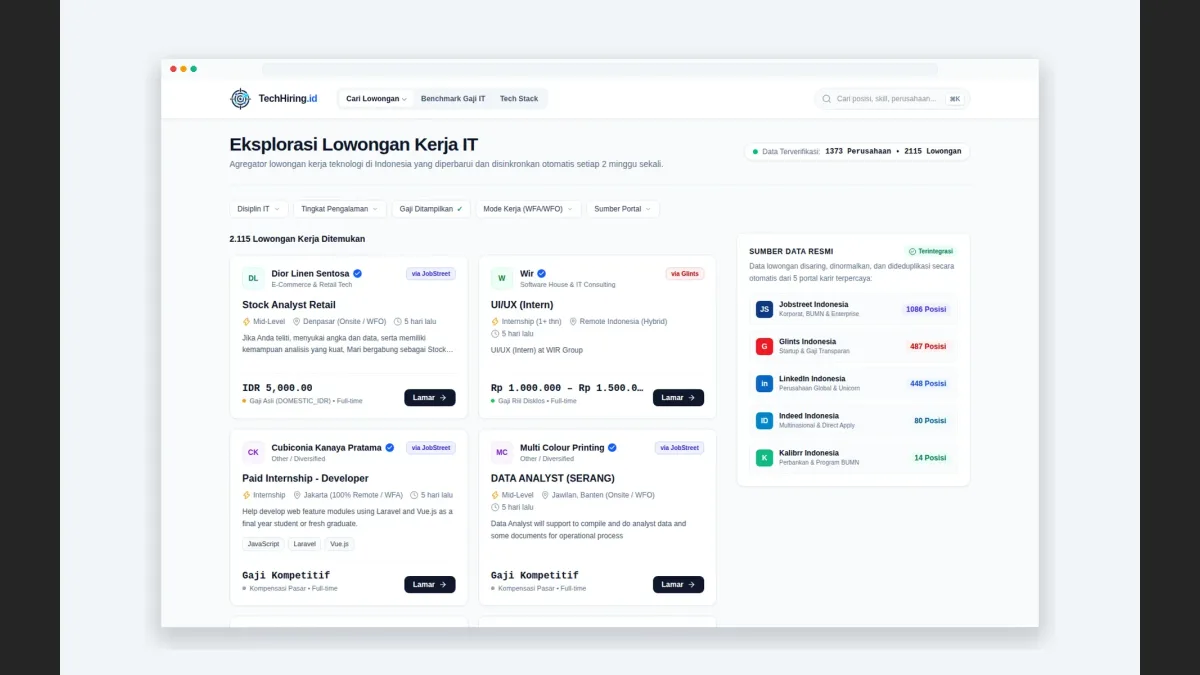 TechHiring.id
Cari Lowongan
Benchmark Gaji IT
Tech Stack
Cari posisi, skill, perusahaan...
⌘K
Eksplorasi Lowongan Kerja IT
Agregator lowongan kerja teknologi di Indonesia yang diperbarui dan disinkronkan otomatis setiap 2 minggu sekali.
Data Terverifikasi: 1373 Perusahaan • 2115 Lowongan
Disiplin IT
Tingkat Pengalaman
Gaji Ditampilkan ✓
Mode Kerja (WFA/WFO)
Sumber Portal
2.115 Lowongan Kerja Ditemukan
DL
Dior Linen Sentosa
E-Commerce & Retail Tech
via JobStreet
Stock Analyst Retail
Mid-Level
Denpasar (Onsite / WFO)
5 hari lalu
Jika Anda teliti, menyukai angka dan data, serta memiliki
kemampuan analisis yang kuat, Mari bergabung sebagai Stock...
IDR 5,000.00
Gaji Asli (DOMESTIC_IDR) • Full-time
Lamar →
W
Wir
Software House & IT Consulting
via Glints
UI/UX (Intern)
Internship (1+ thn)
Remote Indonesia (Hybrid)
5 hari lalu
UI/UX (Intern) at WIR Group
Rp 1.000.000 – Rp 1.500.0…
Gaji Riil Disklos • Full-time
Lamar →
CK
Cubiconia Kanaya Pratama
Other / Diversified
via JobStreet
Paid Internship - Developer
Internship
Jakarta (100% Remote / WFA)
5 hari lalu
Help develop web feature modules using Laravel and Vue.js as a
final year student or fresh graduate.
JavaScript
Laravel
Vue.js
Gaji Kompetitif
Kompensasi Pasar • Full-time
Lamar →
MC
Multi Colour Printing
Other / Diversified
via JobStreet
DATA ANALYST (SERANG)
Mid-Level
Jawilan, Banten (Onsite / WFO)
5 hari lalu
Data Analyst will support to compile and do analyst data and
some documents for operational process
Gaji Kompetitif
Kompensasi Pasar • Full-time
Lamar →
SUMBER DATA RESMI
Terintegrasi
Data lowongan disaring, dinormalkan, dan dideduplikasi secara
otomatis dari 5 portal karir terpercaya:
JS
Jobstreet Indonesia
Korporat, BUMN & Enterprise
1086 Posisi
G
Glints Indonesia
Startup & Gaji Transparan
487 Posisi
in
LinkedIn Indonesia
Perusahaan Global & Unicorn
448 Posisi
ID
Indeed Indonesia
Multinasional & Direct Apply
80 Posisi
K
Kalibrr Indonesia
Perbankan & Program BUMN
14 Posisi